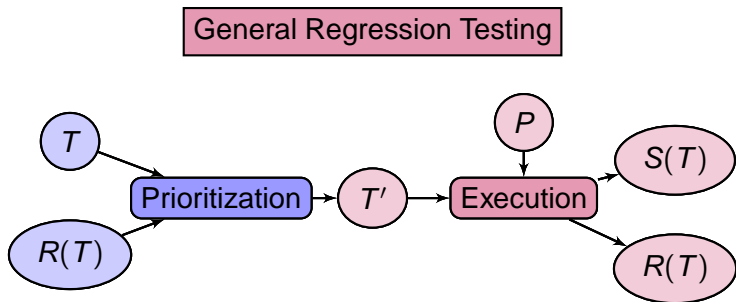 General Regression Testing
T
P
S(T)
Prioritization
T′
Execution
R(T)
R(T)